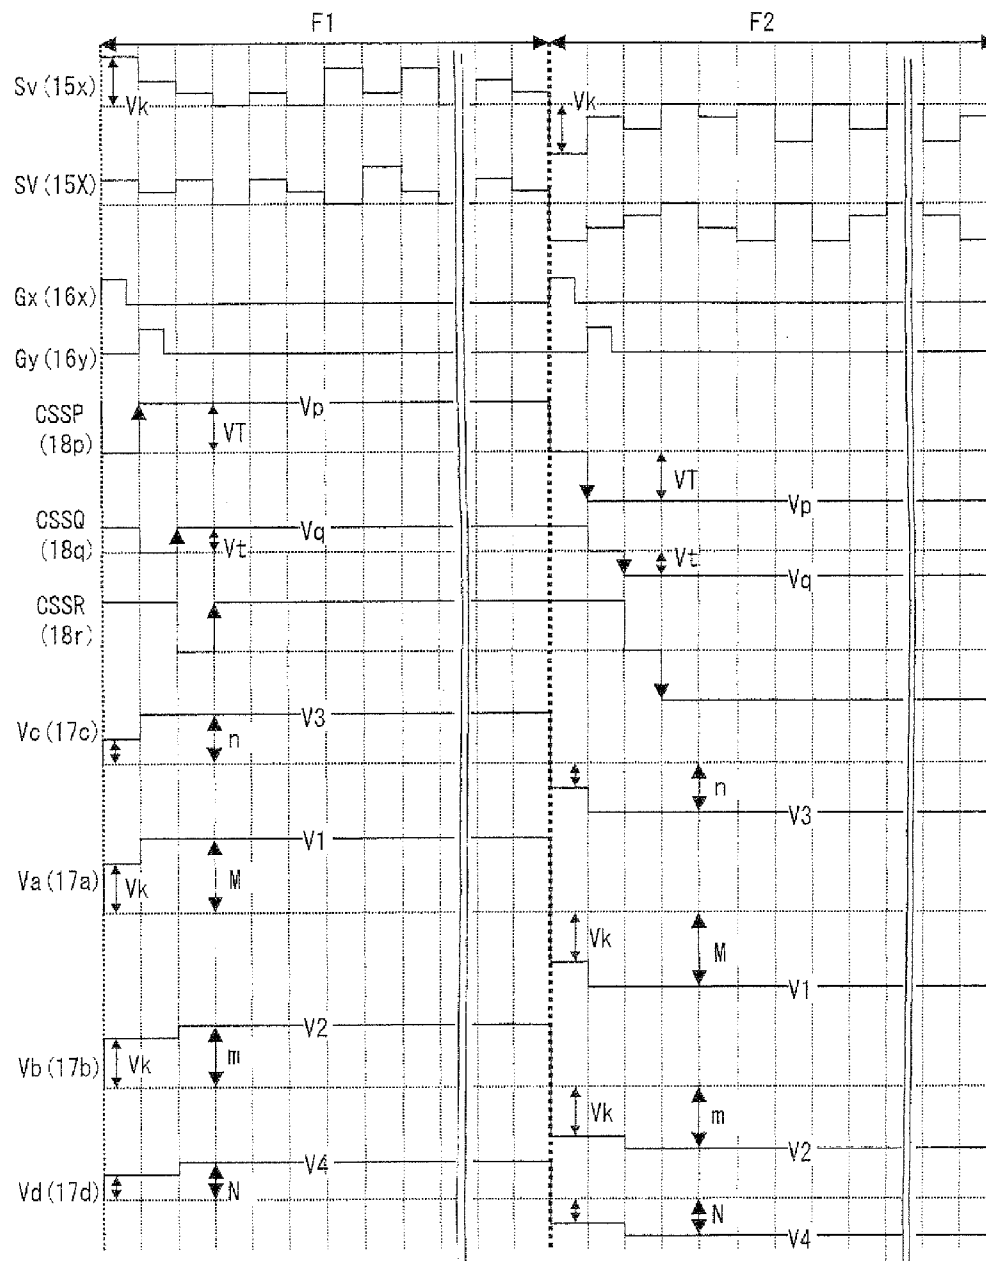 F1 F2
Sv(15x) Vk Vk
SV(15X)
Gx(16x)
Gy(16y)
CSSP Vp
(18p) VT VT
Vp
CSSQ Vq
(18q) Vt Vt
Vq
CSSR
(18r)
V3
Vc(17c) n n
V3
V1
Va(17a) Vk M Vk M
V1
V2
Vb(17b) Vk m Vk m
V2
V4
Vd(17d) N N
V4